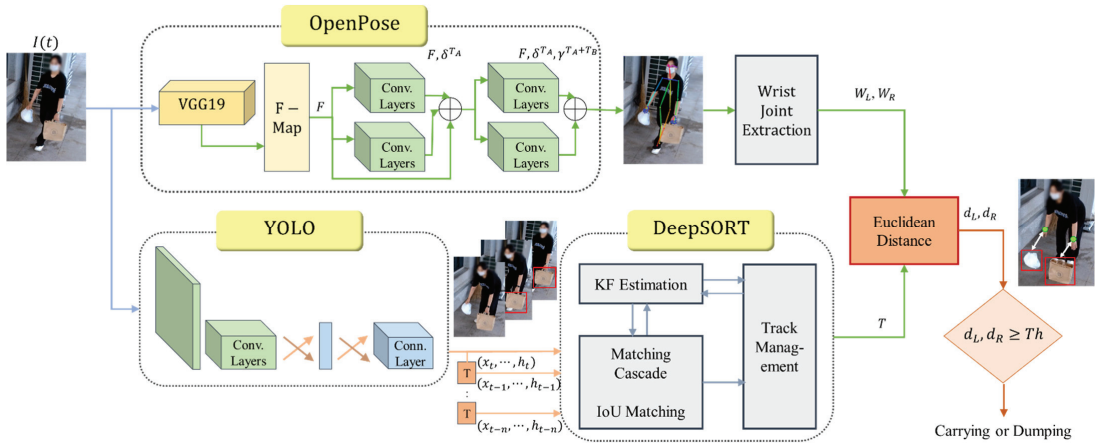 OpenPose
I(t)
F, δ^{T_A}
F, δ^{T_A}, γ^{T_A+T_B}
VGG19
F −
Map
F
Conv.
Layers
Conv.
Layers
Conv.
Layers
Conv.
Layers
Wrist
Joint
Extraction
W_L, W_R
YOLO
DeepSORT
Euclidean
Distance
d_L, d_R
Conv.
Layers
Conn.
Layer
(x_t, ⋯, h_t)
T
(x_{t−1}, ⋯, h_{t−1})
:
T
(x_{t−n}, ⋯, h_{t−n})
KF Estimation
Matching
Cascade
IoU Matching
Track
Manag-
ement
T
d_L, d_R ≥ Th
Carrying or Dumping